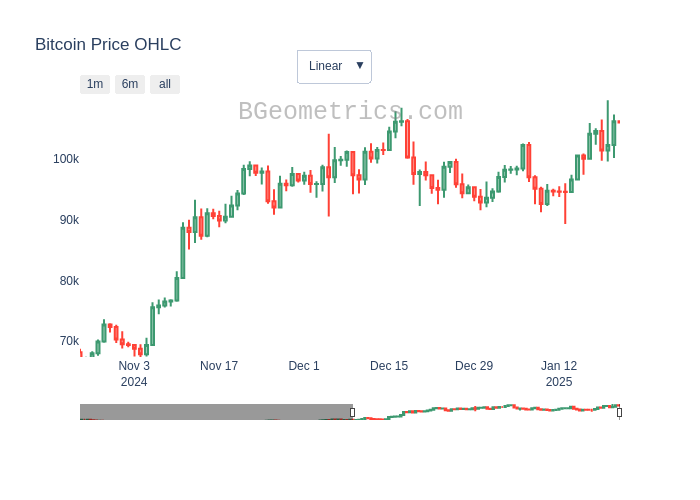 Bitcoin Price OHLC
Linear ▼
1m 6m all
BGeometrics.com
100k
90k
80k
70k
Nov 3 Nov 17 Dec 1 Dec 15 Dec 29 Jan 12
2024 2025